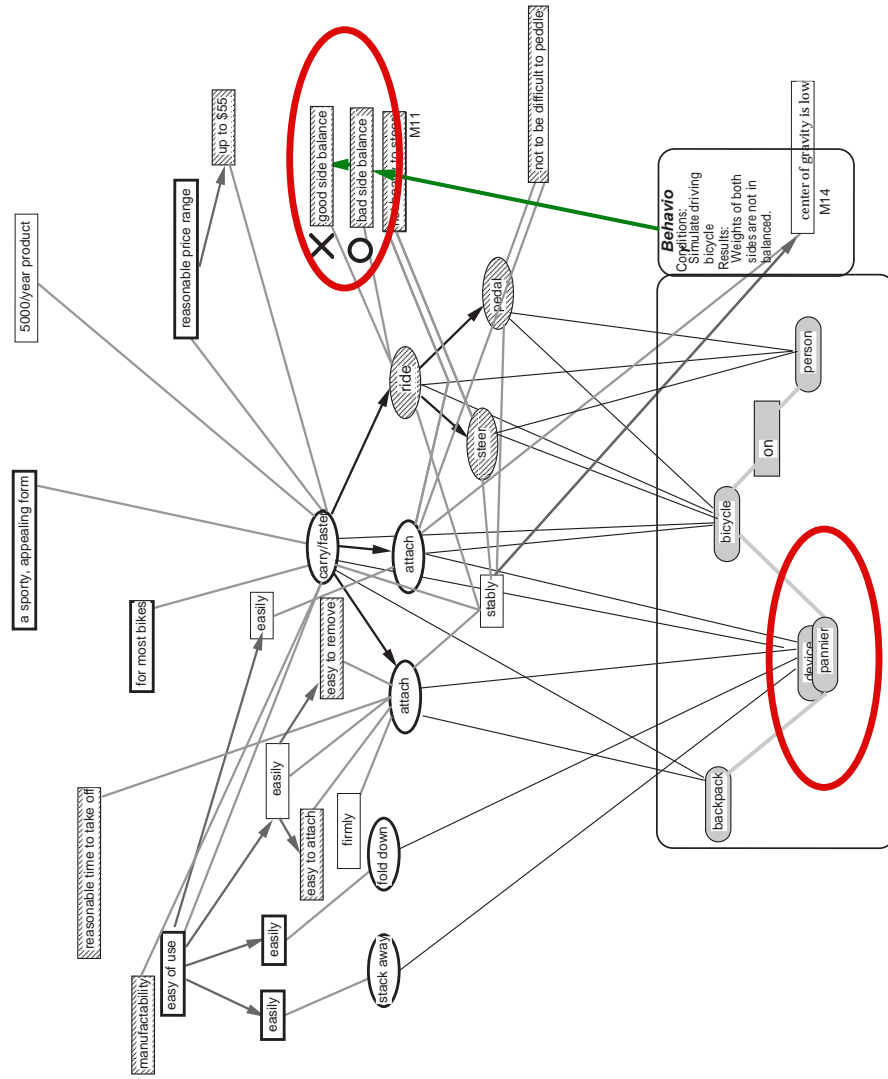 a sporty, appealing form
5000/year product
reasonable time to take off
manufactability
for most bikes
easy of use
reasonable price range
up to $55
easily
easily
easily
easily
easy to attach
easy to remove
carry/faster
good side balance
firmly
bad side balance
stack away
fold down
attach
attach
ride
to steer
M11
steer
stably
pedal
not to be difficult to peddle
Behavio
Conditions:
Simulate driving
bicycle
Results:
Weights of both
sides are not in
balanced.
backpack
bicycle
on
device
pannier
person
center of gravity is low
M14